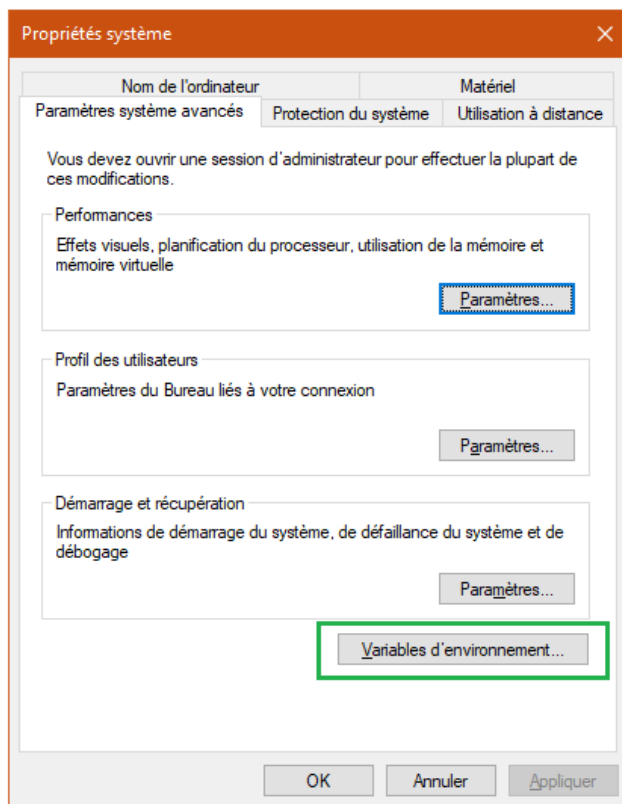 Propriétés système
Nom de l'ordinateur
Matériel
Paramètres système avancés
Protection du système
Utilisation à distance
Vous devez ouvrir une session d'administrateur pour effectuer la plupart de
ces modifications.
Performances
Effets visuels, planification du processeur, utilisation de la mémoire et
mémoire virtuelle
Paramètres...
Profil des utilisateurs
Paramètres du Bureau liés à votre connexion
Paramètres...
Démarrage et récupération
Informations de démarrage du système, de défaillance du système et de
débogage
Paramètres...
Variables d'environnement...
OK
Annuler
Appliquer